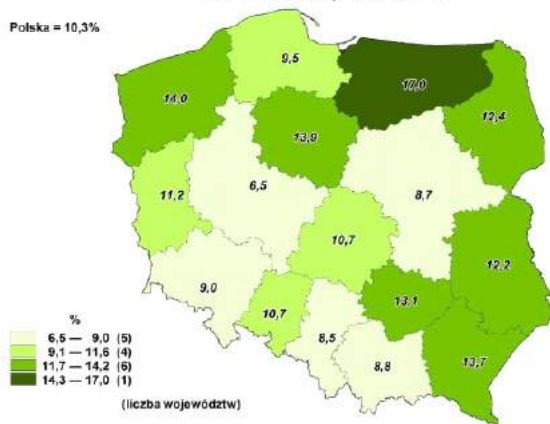 Polska = 10,3%
9,5
17,0
14,0
12,4
13,9
6,5
8,7
11,2
10,7
12,2
9,0
13,1
10,7
8,5
8,8
13,7
%
6,5 — 9,0 (5)
9,1 — 11,6 (4)
11,7 — 14,2 (6)
14,3 — 17,0 (1)
(liczba województw)